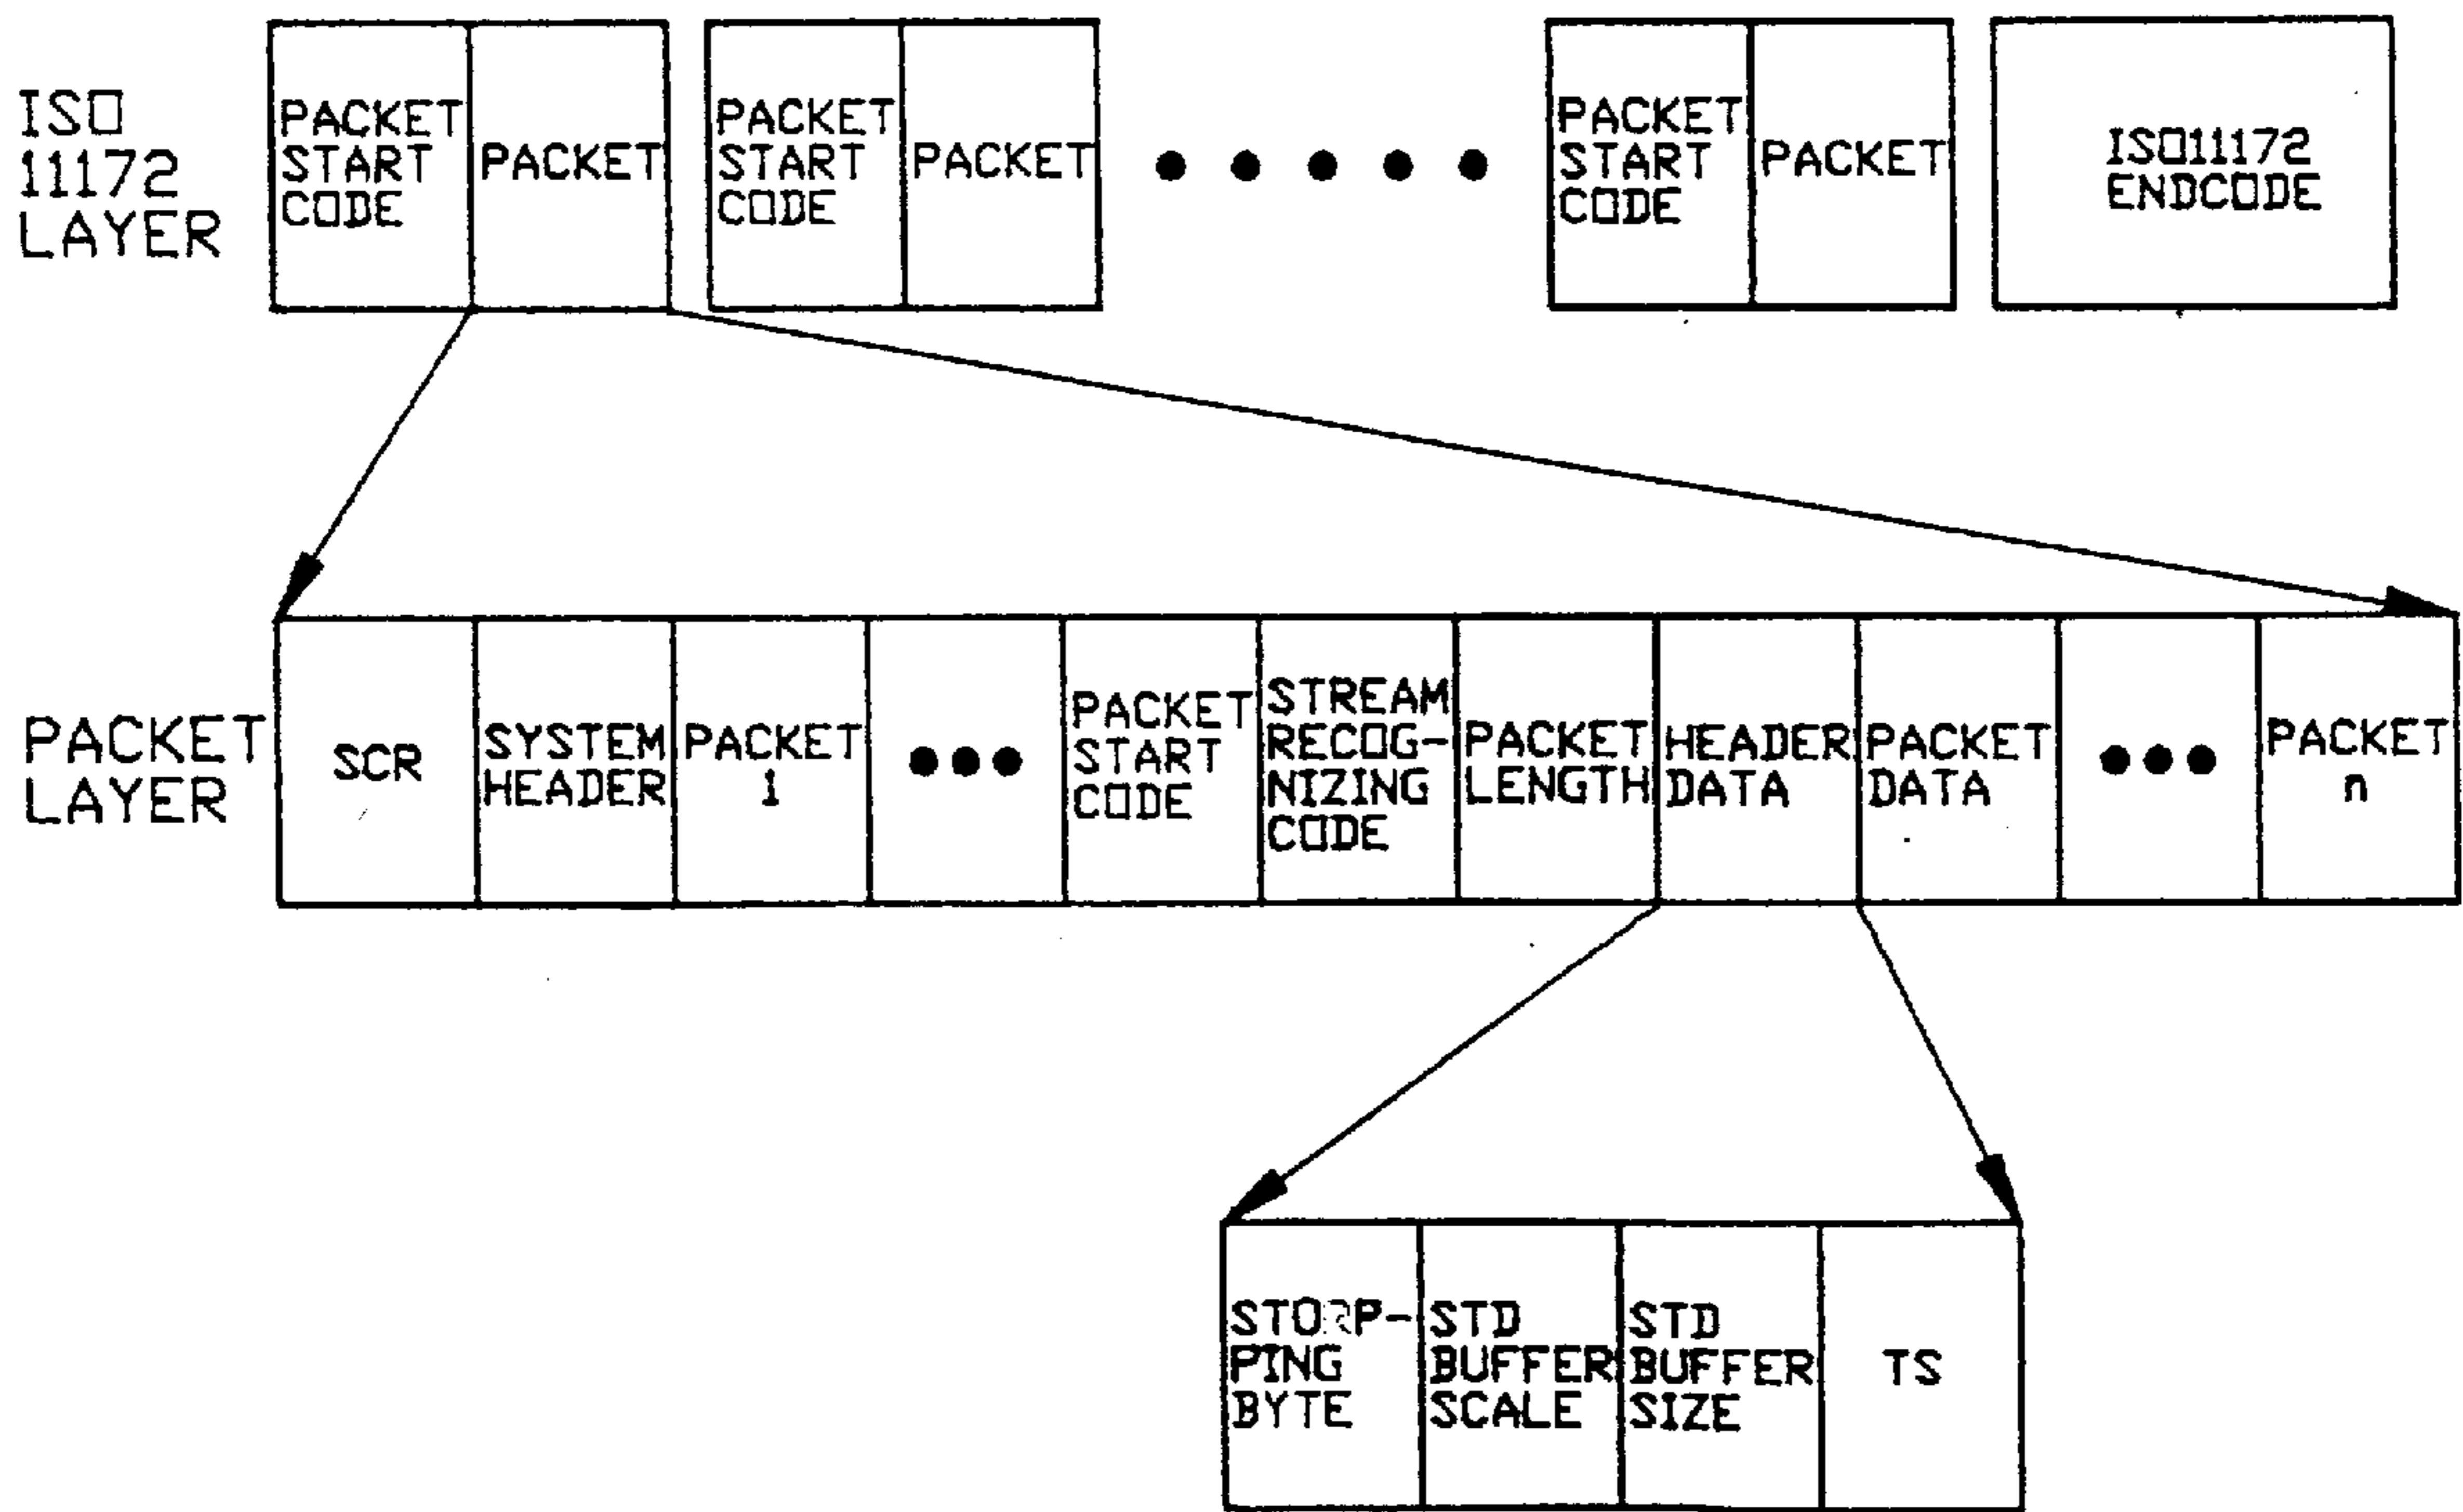 ISO
11172
LAYER
PACKET
START
CODE
PACKET
PACKET
START
CODE
PACKET
PACKET
START
CODE
PACKET
ISO11172
ENDCODE
PACKET
LAYER
SCR
SYSTEM
HEADER
PACKET
1
PACKET
START
CODE
STREAM
RECOG-
NIZING
CODE
PACKET
LENGTH
HEADER
DATA
PACKET
DATA
PACKET
n
STORP-
PING
BYTE
STD
BUFFER
SCALE
STD
BUFFER
SIZE
TS